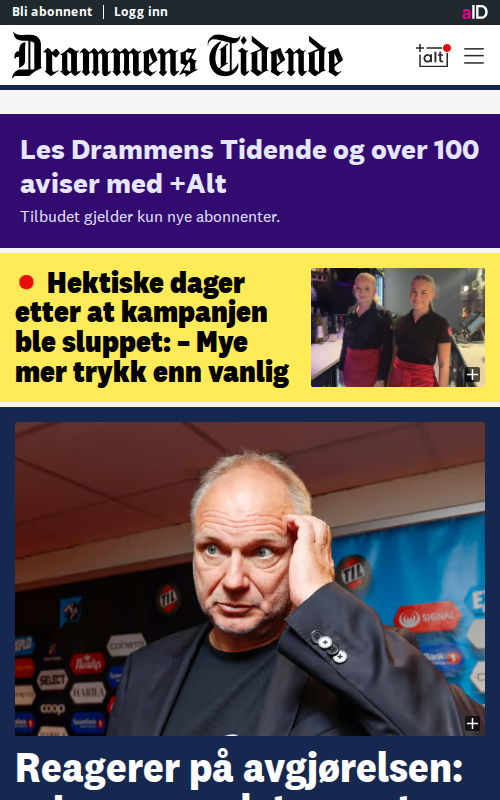 Bli abonnent | Logg inn
aID
Drammens Tidende
+alt
Les Drammens Tidende og over 100
aviser med +Alt
Tilbudet gjelder kun nye abonnenter.
Hektiske dager
etter at kampanjen
ble sluppet: – Mye
mer trykk enn vanlig
TIL
TIL
SIGNAL
SELECT
HARILA
coop
Reagerer på avgjørelsen: